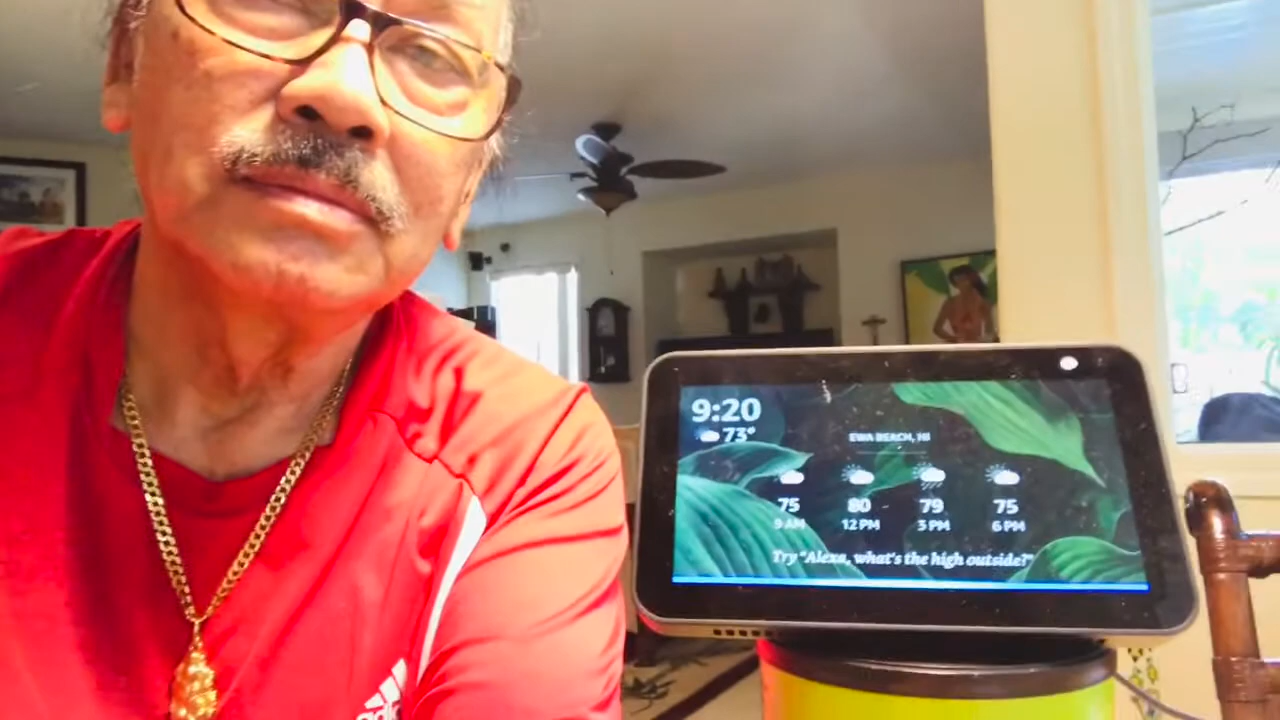 9:20
73°
EWA BEACH, HI
75 80 79 75
9 AM 12 PM 3 PM 6 PM
Try "Alexa, what's the high outside?"
adidas